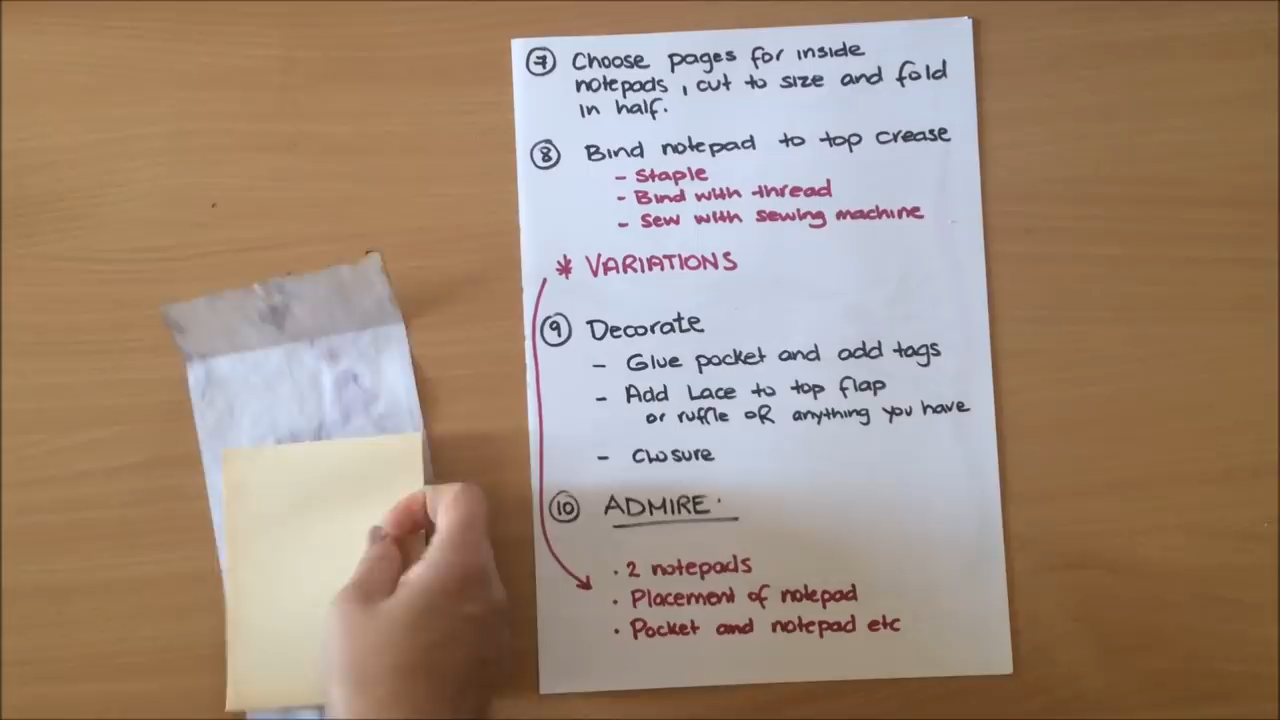 7 Choose pages for inside
notepads, cut to size and fold
in half.
8 Bind notepad to top crease
- Staple
- Bind with thread
- Sew with sewing machine
* VARIATIONS
9 Decorate
- Glue pocket and add tags
- Add Lace to top flap
or ruffle OR anything you have
- Closure
10 ADMIRE.
· 2 notepads
· Placement of notepad
· Pocket and notepad etc